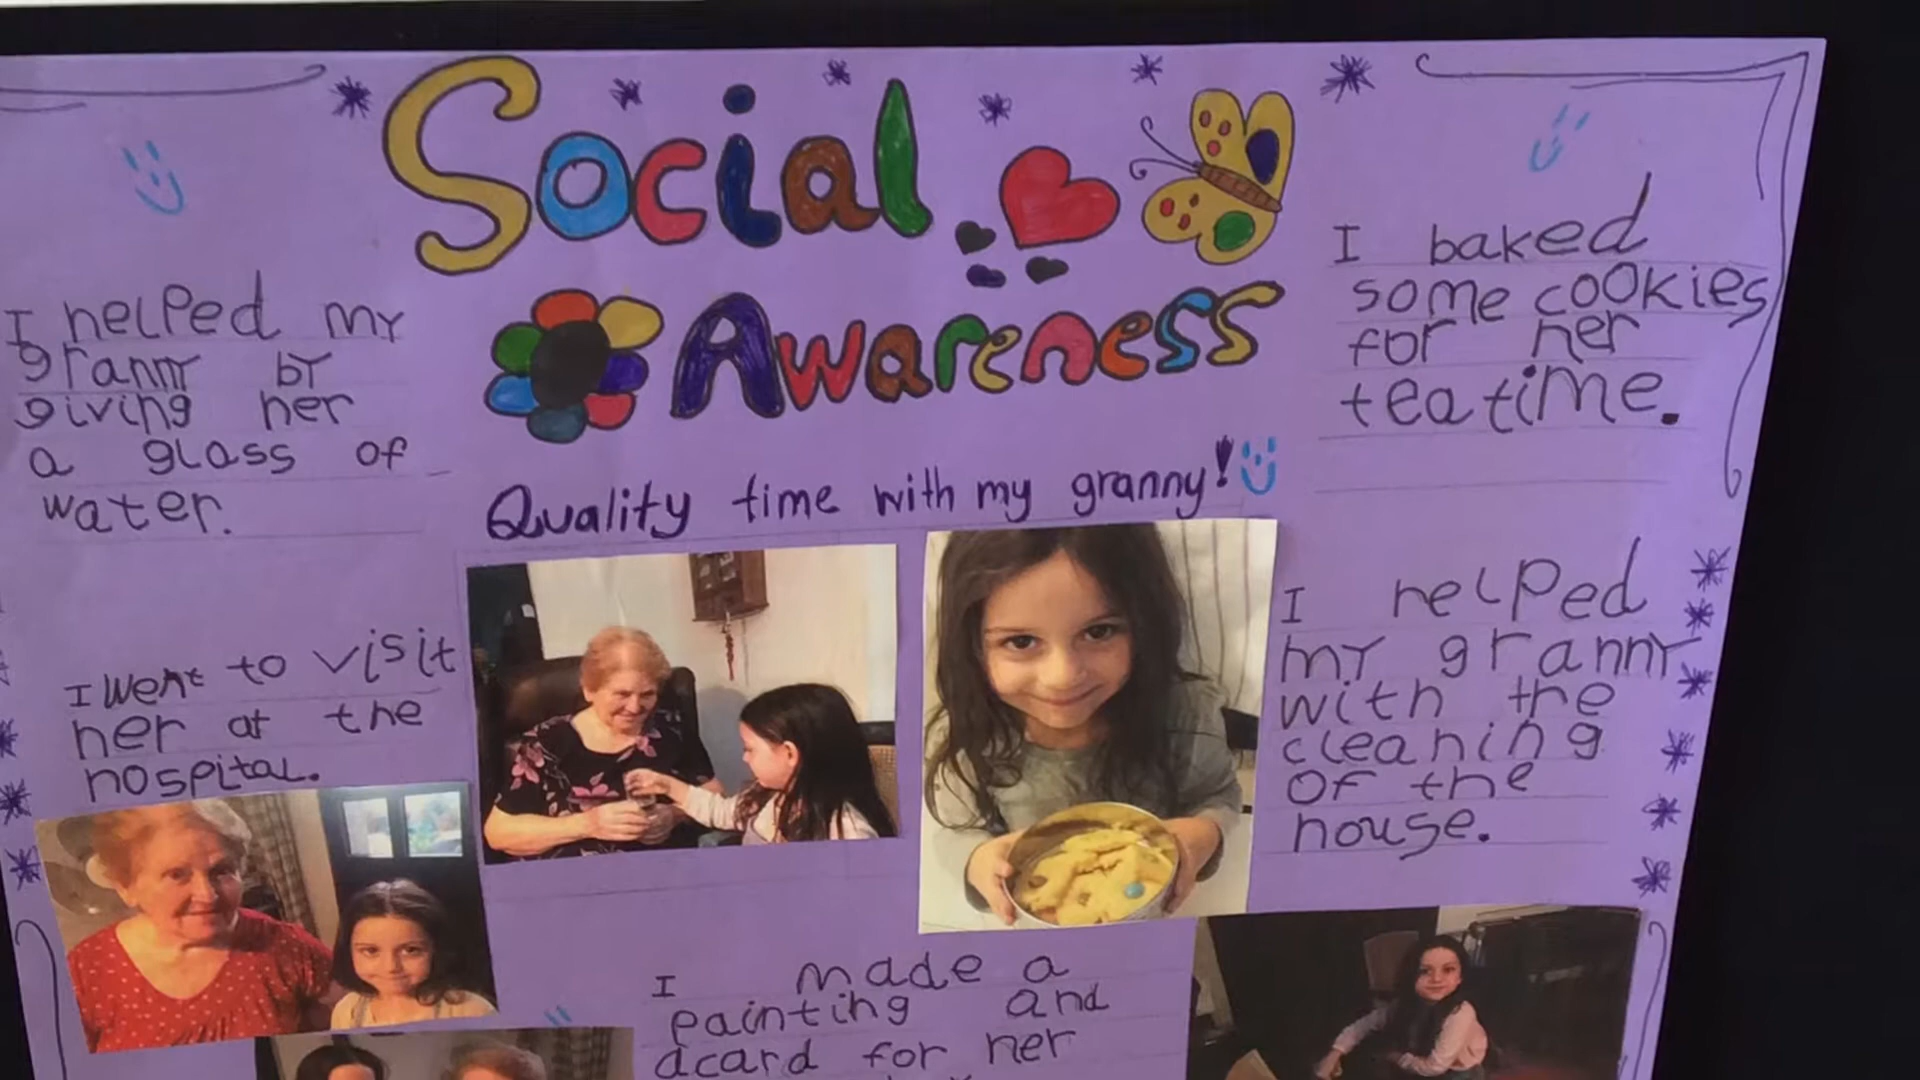 Social
Awareness
Quality time with my granny!
I helped my
granny by
giving her
a glass of
water.
I went to visit
her at the
hospital.
I baked
some cookies
for her
teatime.
I helped
my granny
with the
cleaning
of the
house.
I made a
painting and
acard for her